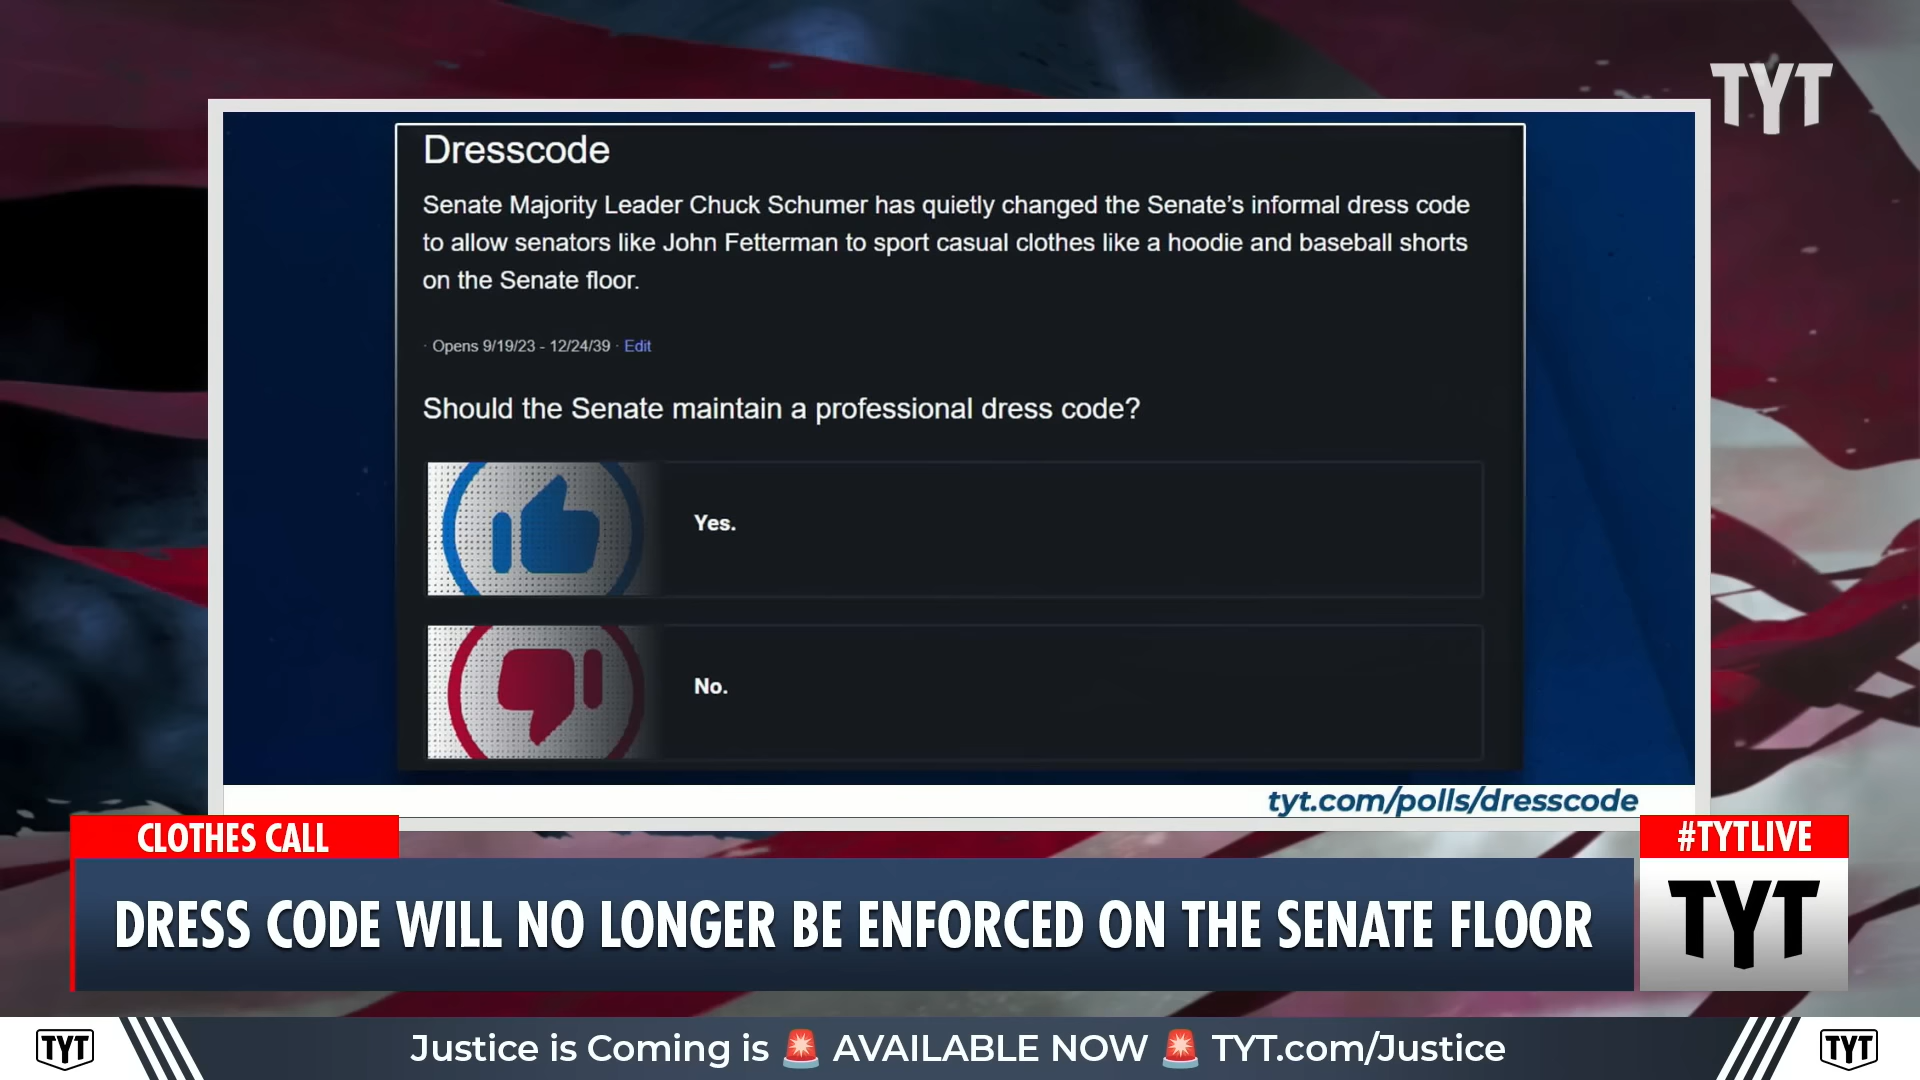 TYT
Dresscode
Senate Majority Leader Chuck Schumer has quietly changed the Senate's informal dress code
to allow senators like John Fetterman to sport casual clothes like a hoodie and baseball shorts
on the Senate floor.
· Opens 9/19/23 - 12/24/39 · Edit
Should the Senate maintain a professional dress code?
Yes.
No.
tyt.com/polls/dresscode
CLOTHES CALL
#TYTLIVE
DRESS CODE WILL NO LONGER BE ENFORCED ON THE SENATE FLOOR
TYT
TYT
Justice is Coming is 🚨 AVAILABLE NOW 🚨 TYT.com/Justice
TYT